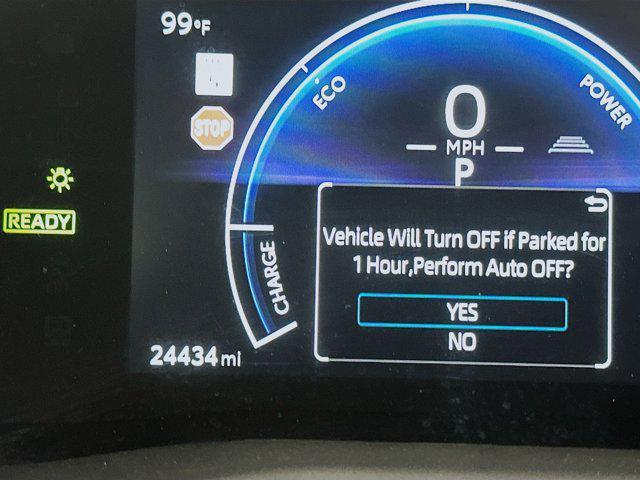 99°F
STOP
ECO
POWER
0
MPH
P
READY
CHARGE
Vehicle Will Turn OFF if Parked for
1 Hour,Perform Auto OFF?
YES
NO
24434 mi